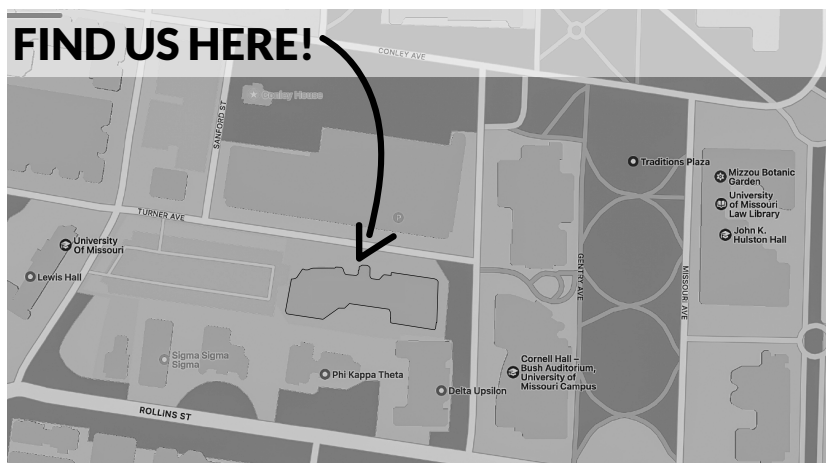 FIND US HERE!
CONLEY AVE
Conley House
SANFORD ST
Traditions Plaza
Mizzou Botanic
Garden
University
of Missouri
Law Library
John K.
Hulston Hall
P
TURNER AVE
University
Of Missouri
Lewis Hall
GENTRY AVE
MISSOURI AVE
Sigma Sigma
Sigma
Phi Kappa Theta
Delta Upsilon
Cornell Hall –
Bush Auditorium,
University of
Missouri Campus
ROLLINS ST